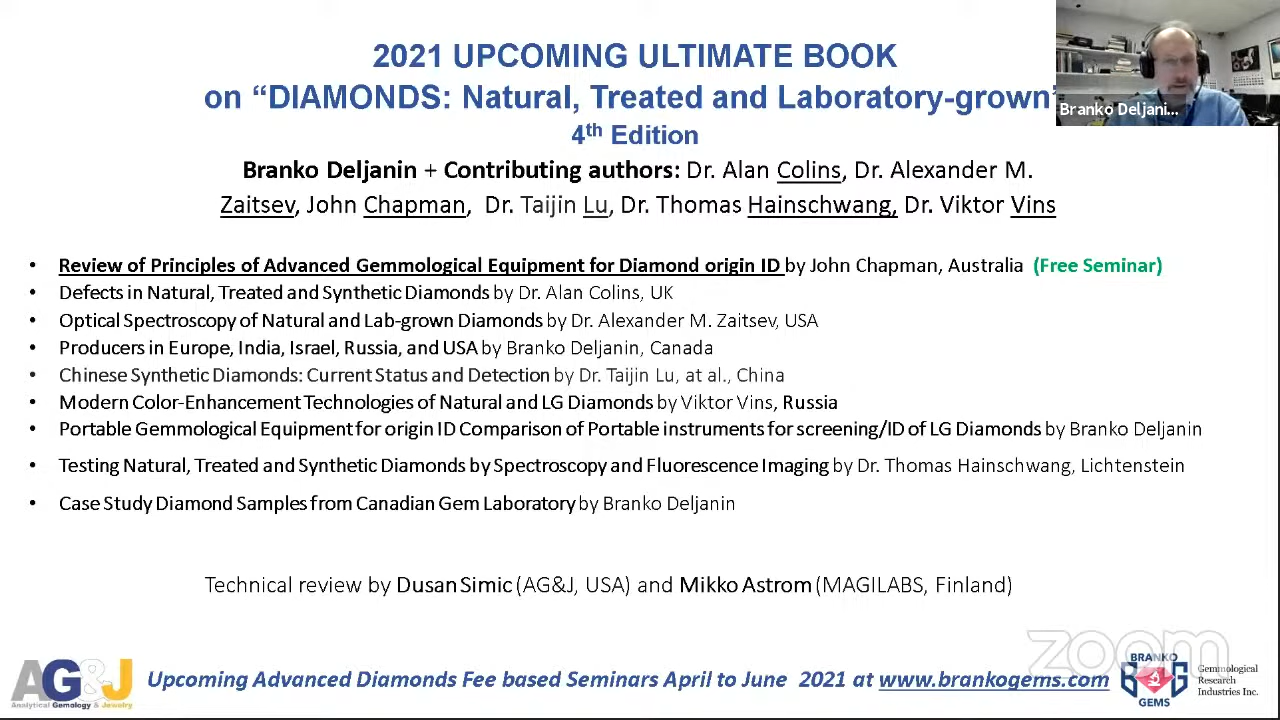 2021 UPCOMING ULTIMATE BOOK
on “DIAMONDS: Natural, Treated and Laboratory-grown”
4th Edition
Branko Deljani...
Branko Deljanin + Contributing authors: Dr. Alan Colins, Dr. Alexander M.
Zaitsev, John Chapman, Dr. Taijin Lu, Dr. Thomas Hainschwang, Dr. Viktor Vins
• Review of Principles of Advanced Gemmological Equipment for Diamond origin ID by John Chapman, Australia (Free Seminar)
• Defects in Natural, Treated and Synthetic Diamonds by Dr. Alan Colins, UK
• Optical Spectroscopy of Natural and Lab-grown Diamonds by Dr. Alexander M. Zaitsev, USA
• Producers in Europe, India, Israel, Russia, and USA by Branko Deljanin, Canada
• Chinese Synthetic Diamonds: Current Status and Detection by Dr. Taijin Lu, at al., China
• Modern Color-Enhancement Technologies of Natural and LG Diamonds by Viktor Vins, Russia
• Portable Gemmological Equipment for origin ID Comparison of Portable instruments for screening/ID of LG Diamonds by Branko Deljanin
• Testing Natural, Treated and Synthetic Diamonds by Spectroscopy and Fluorescence Imaging by Dr. Thomas Hainschwang, Lichtenstein
• Case Study Diamond Samples from Canadian Gem Laboratory by Branko Deljanin
Technical review by Dusan Simic (AG&J, USA) and Mikko Astrom (MAGILABS, Finland)
zoom
AG&J
Analytical Gemology & Jewelry
Upcoming Advanced Diamonds Fee based Seminars April to June 2021 at www.brankogems.com
BRANKO
GEMS
Gemmological
Research
Industries Inc.